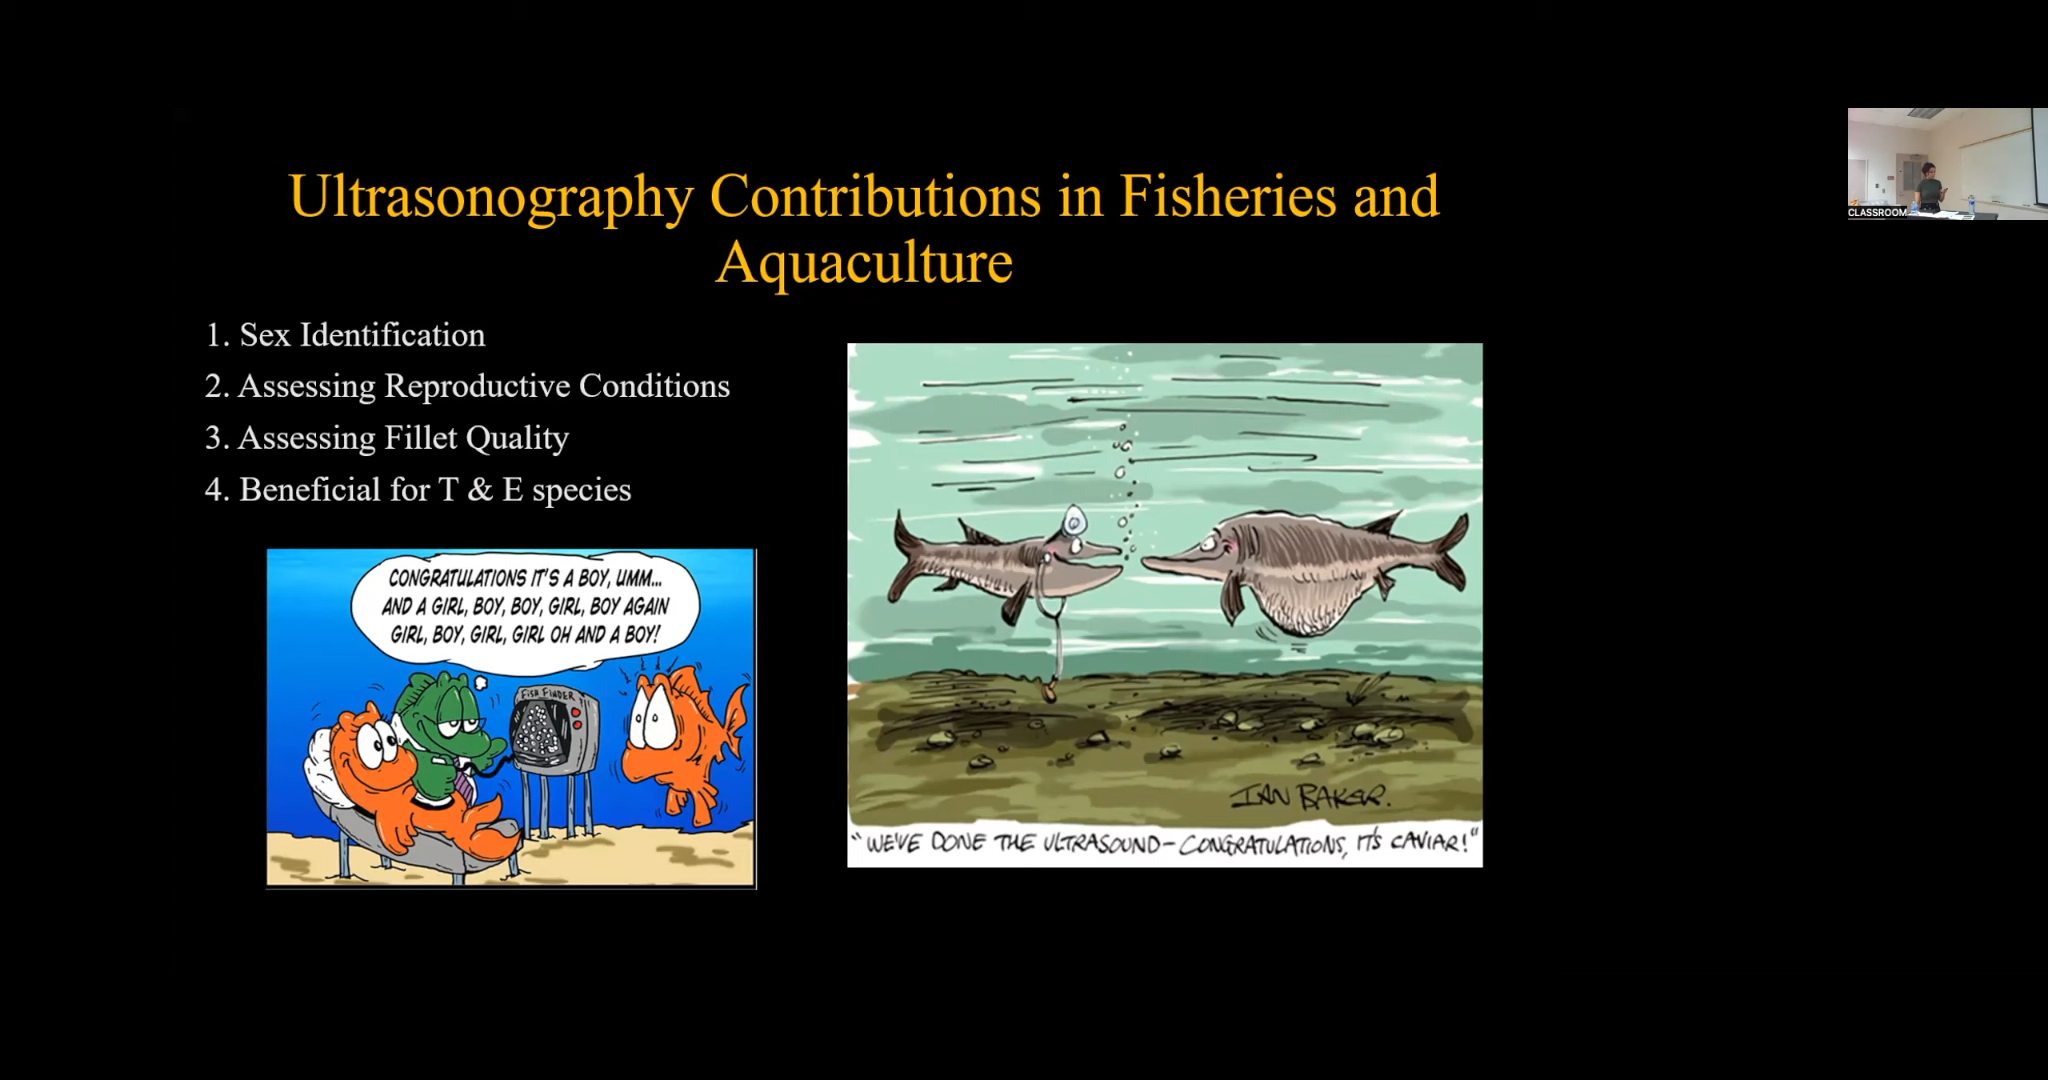 Ultrasonography Contributions in Fisheries and
Aquaculture
1. Sex Identification
2. Assessing Reproductive Conditions
3. Assessing Fillet Quality
4. Beneficial for T & E species
CONGRATULATIONS IT'S A BOY, UMM...
AND A GIRL, BOY, BOY, GIRL, BOY AGAIN
GIRL, BOY, GIRL, GIRL OH AND A BOY!
FISH FINDER
IAN BAKER.
"WE'VE DONE THE ULTRASOUND - CONGRATULATIONS, IT'S CAVIAR!"
CLASSROOM